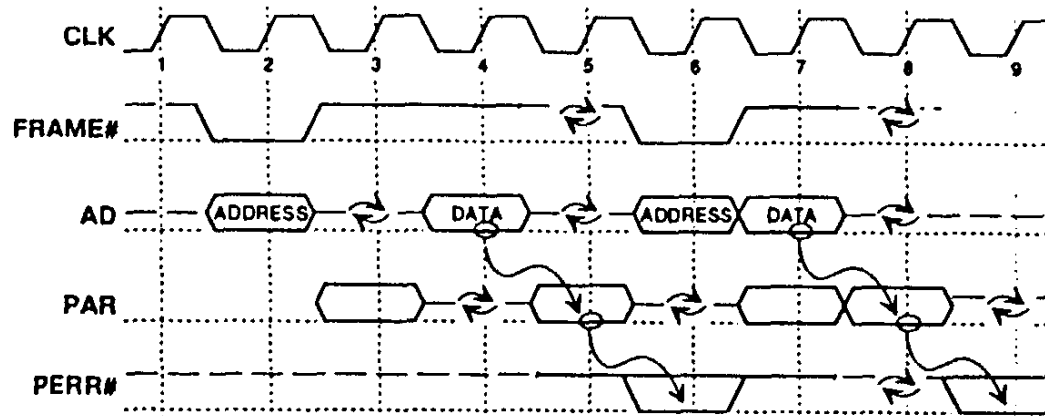 CLK
1 2 3 4 5 6 7 8 9
FRAME#
AD ADDRESS DATA ADDRESS DATA
PAR
PERR#